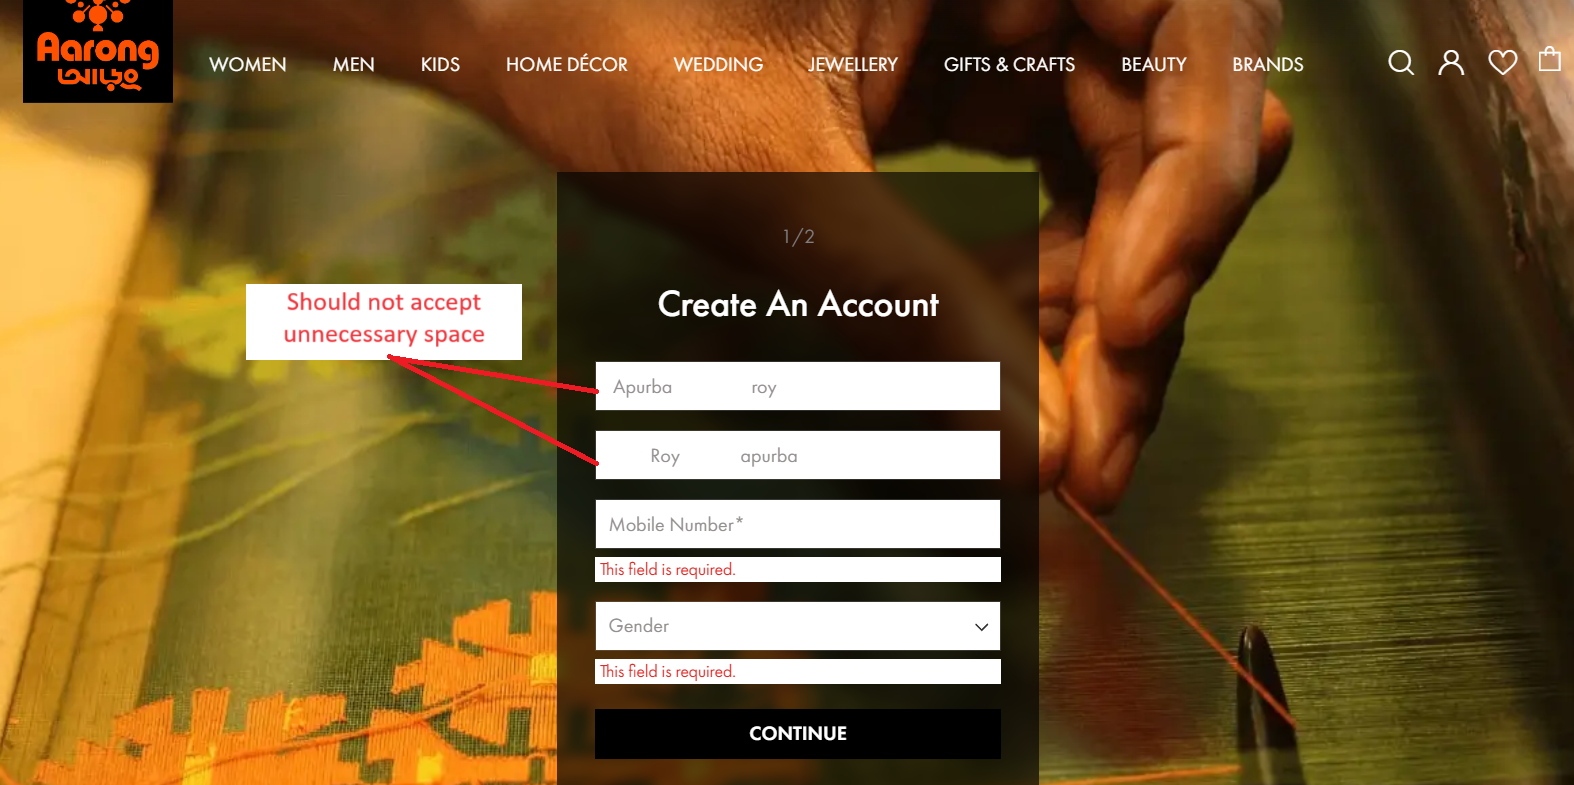 Aarong
আড়ং
WOMEN MEN KIDS HOME DÉCOR WEDDING JEWELLERY GIFTS & CRAFTS BEAUTY BRANDS
1/2
Create An Account
Should not accept
unnecessary space
Apurba roy
Roy apurba
Mobile Number*
This field is required.
Gender
This field is required.
CONTINUE